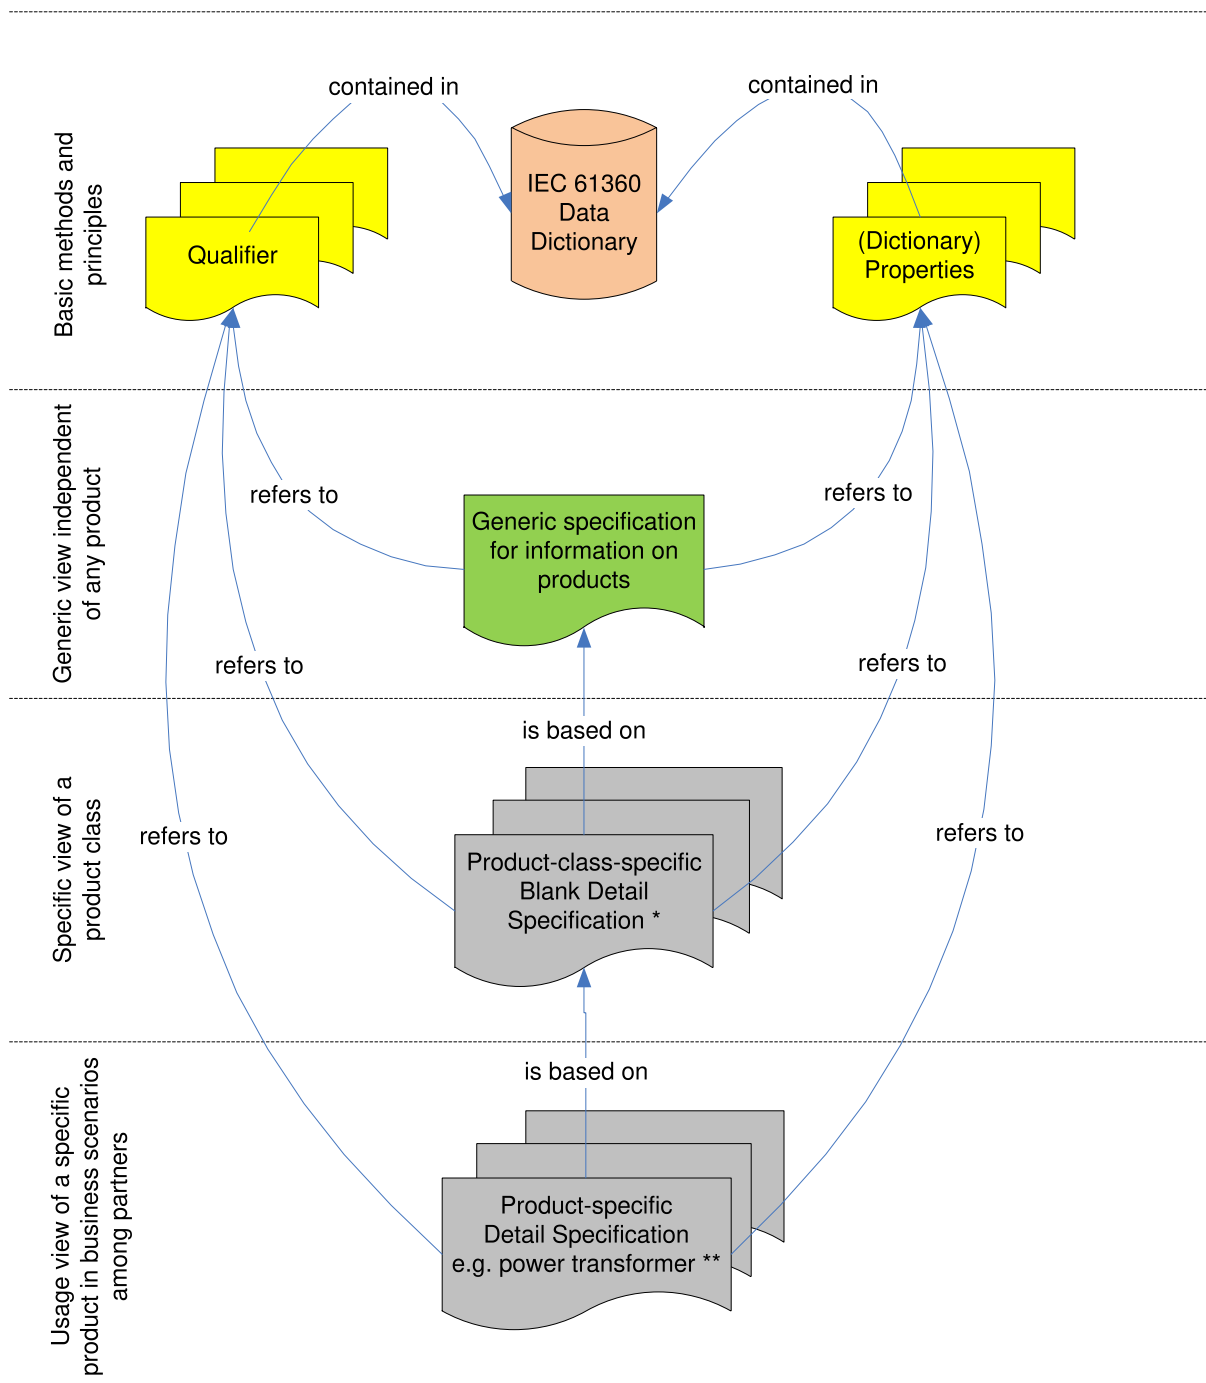 contained in
contained in
Basic methods and
principles
IEC 61360
Data
Dictionary
Qualifier
(Dictionary)
Properties
Generic view independent
of any product
refers to
refers to
Generic specification
for information on
products
refers to
refers to
is based on
Specific view of a
product class
refers to
refers to
Product-class-specific
Blank Detail
Specification *
Usage view of a specific
product in business scenarios
among partners
is based on
Product-specific
Detail Specification
e.g. power transformer **